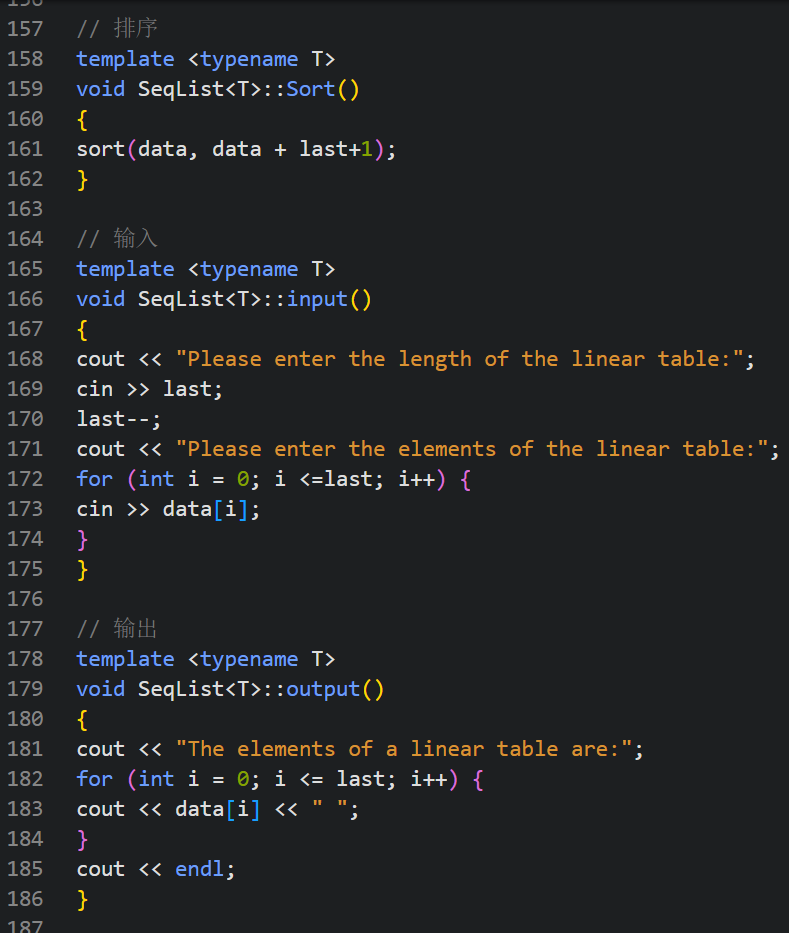 157 // 排序
158 template <typename T>
159 void SeqList<T>::Sort()
160 {
161 sort(data, data + last+1);
162 }
163
164 // 输入
165 template <typename T>
166 void SeqList<T>::input()
167 {
168 cout << "Please enter the length of the linear table:";
169 cin >> last;
170 last--;
171 cout << "Please enter the elements of the linear table:";
172 for (int i = 0; i <=last; i++) {
173 cin >> data[i];
174 }
175 }
176
177 // 输出
178 template <typename T>
179 void SeqList<T>::output()
180 {
181 cout << "The elements of a linear table are:";
182 for (int i = 0; i <= last; i++) {
183 cout << data[i] << " ";
184 }
185 cout << endl;
186 }
187